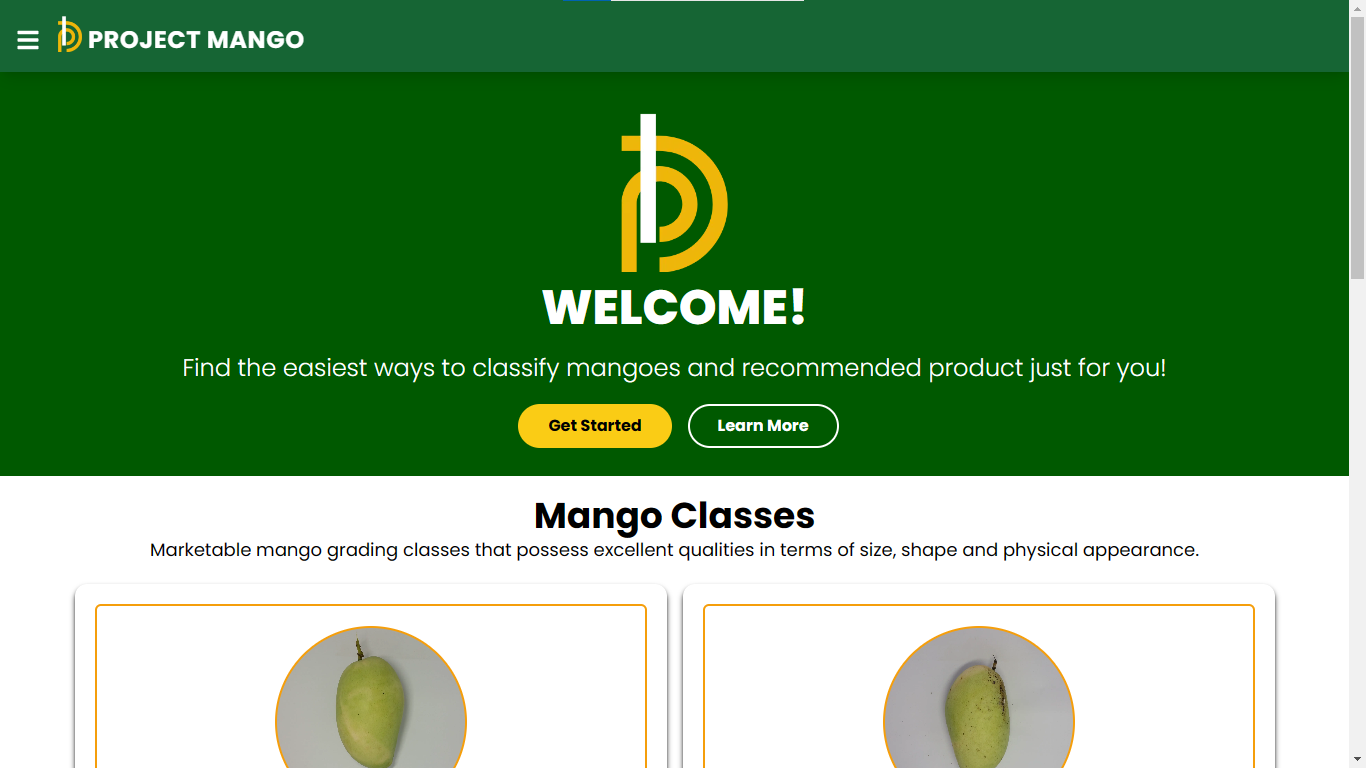 PROJECT MANGO
WELCOME!
Find the easiest ways to classify mangoes and recommended product just for you!
Get Started
Learn More
Mango Classes
Marketable mango grading classes that possess excellent qualities in terms of size, shape and physical appearance.